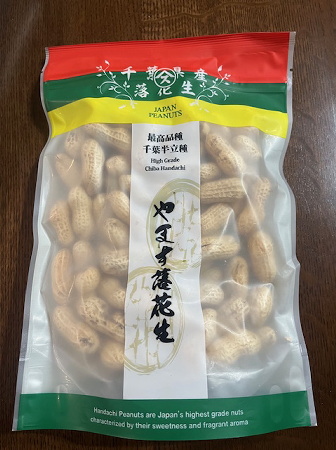 千葉県産
落花生
JAPAN
PEANUTS
最高品種
千葉半立種
High Grade
Chiba Handachi
やます落花生
Handachi Peanuts are Japan's highest grade nuts
characterized by their sweetness and fragrant aroma